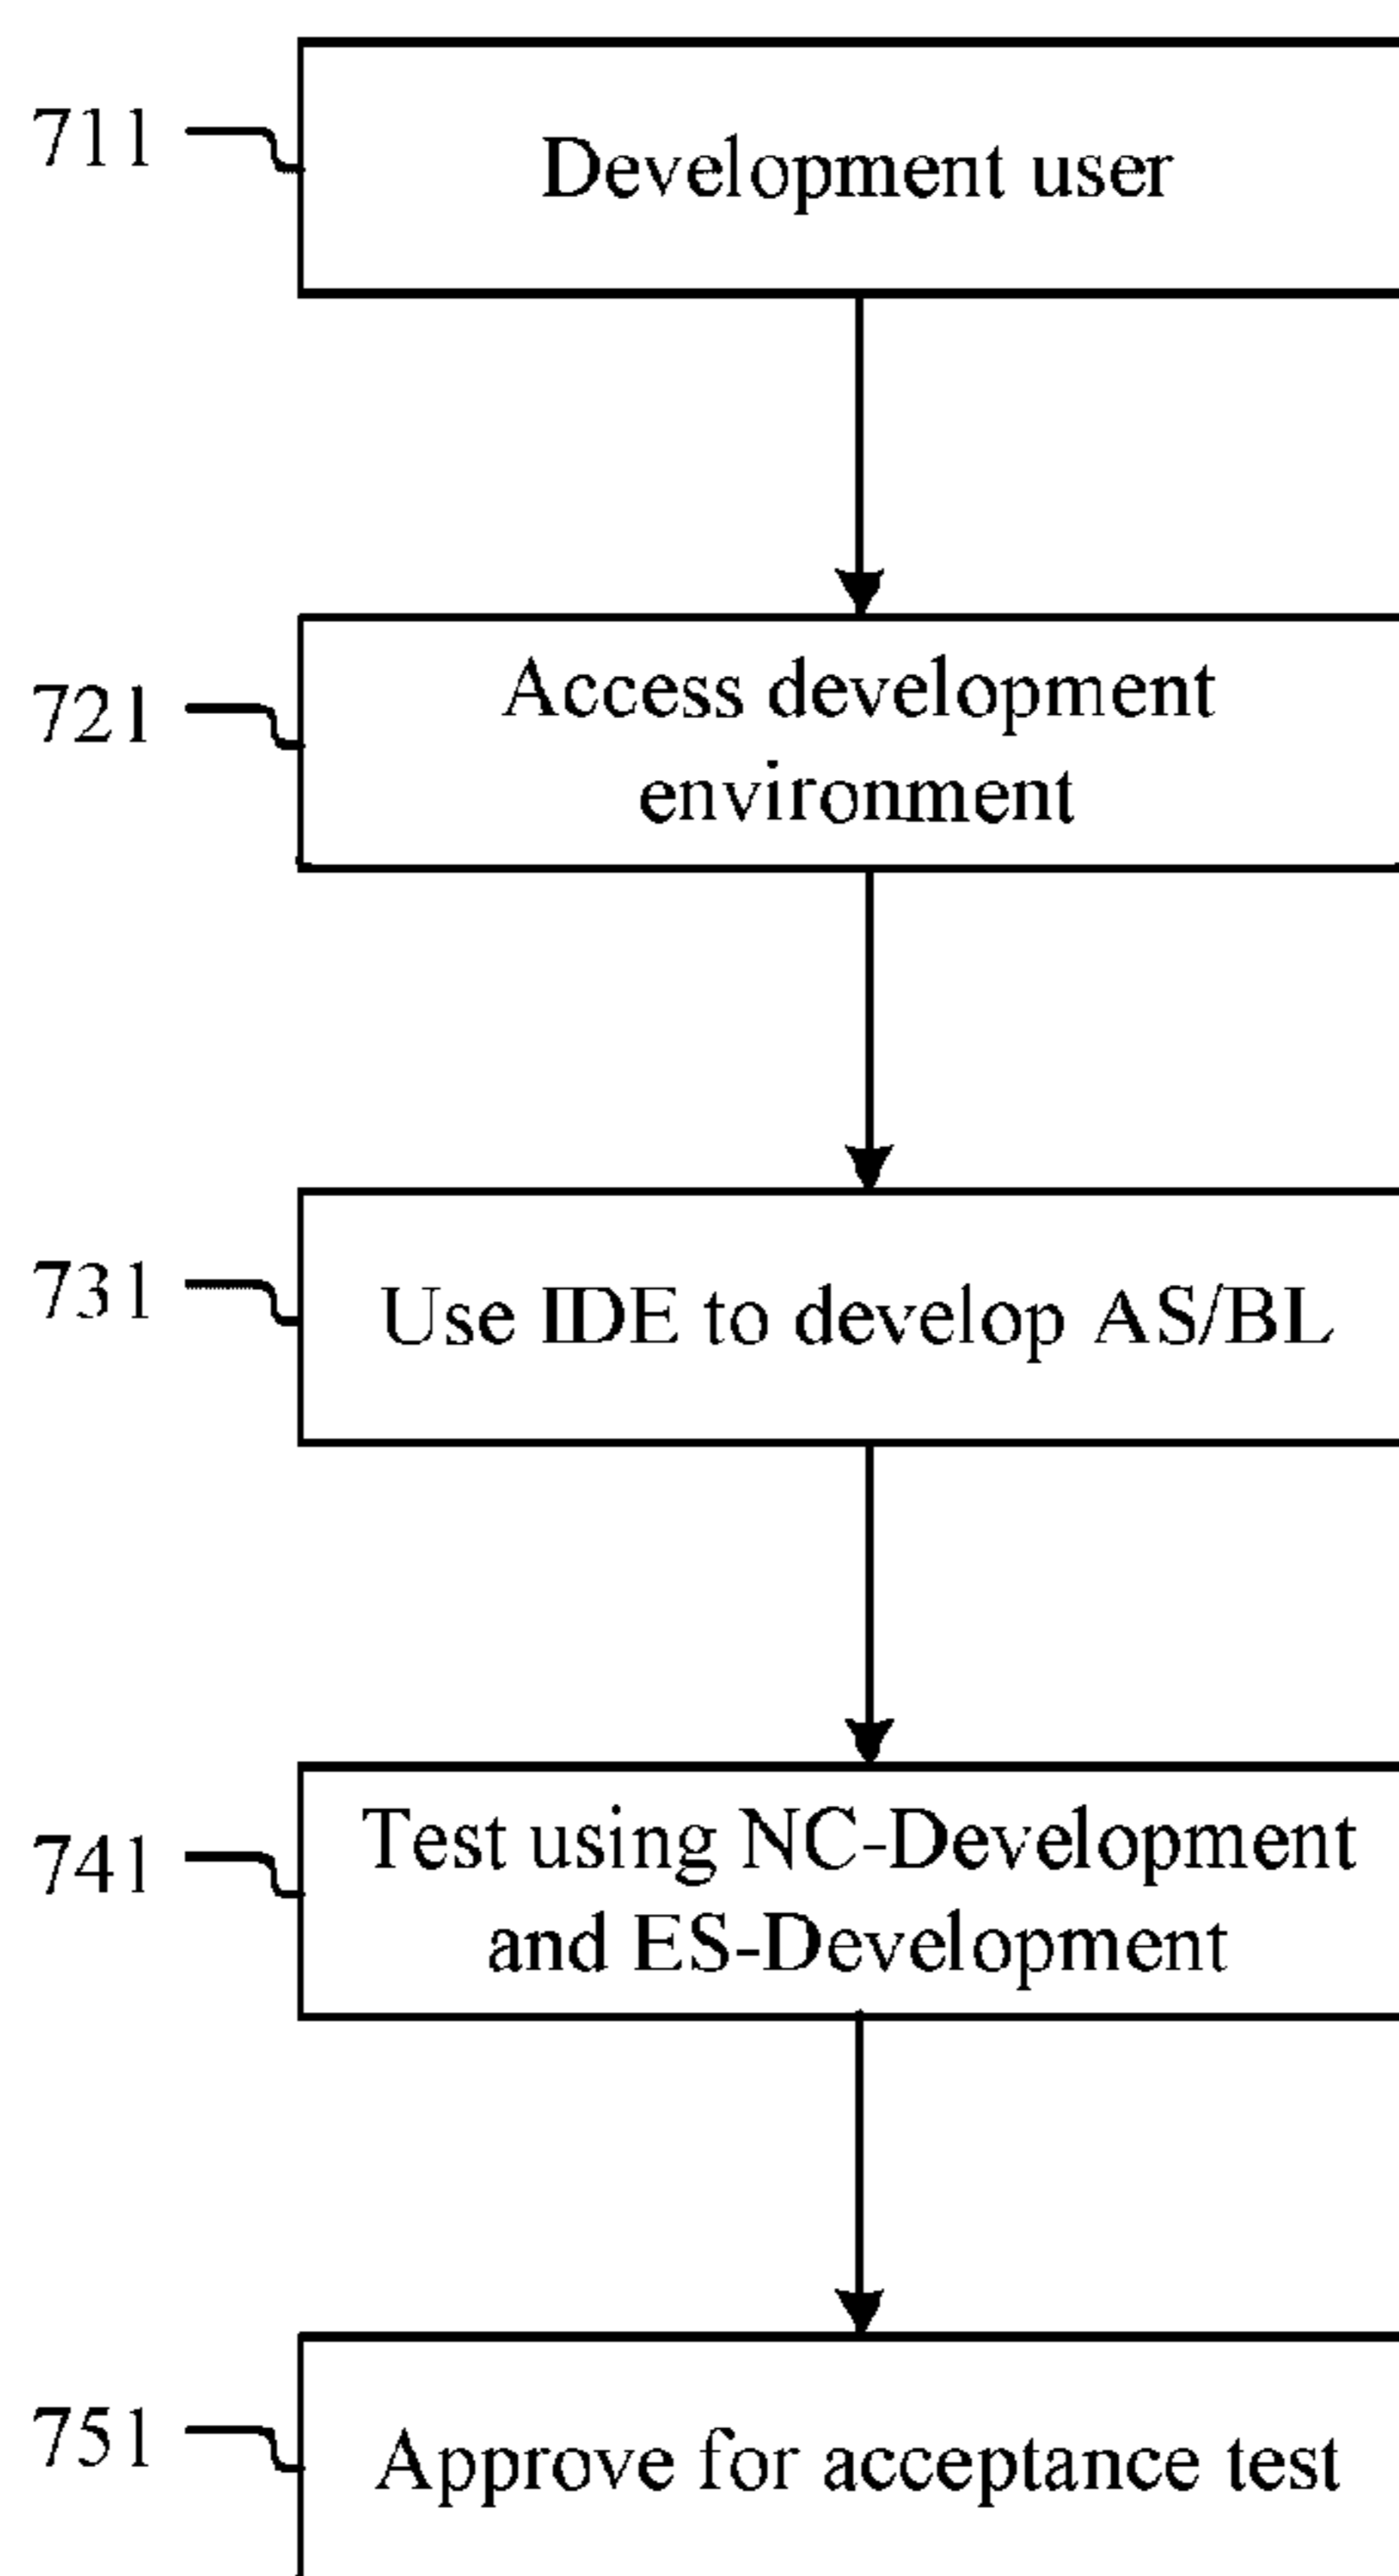 711
Development user
721
Access development
environment
731
Use IDE to develop AS/BL
741
Test using NC-Development
and ES-Development
751
Approve for acceptance test